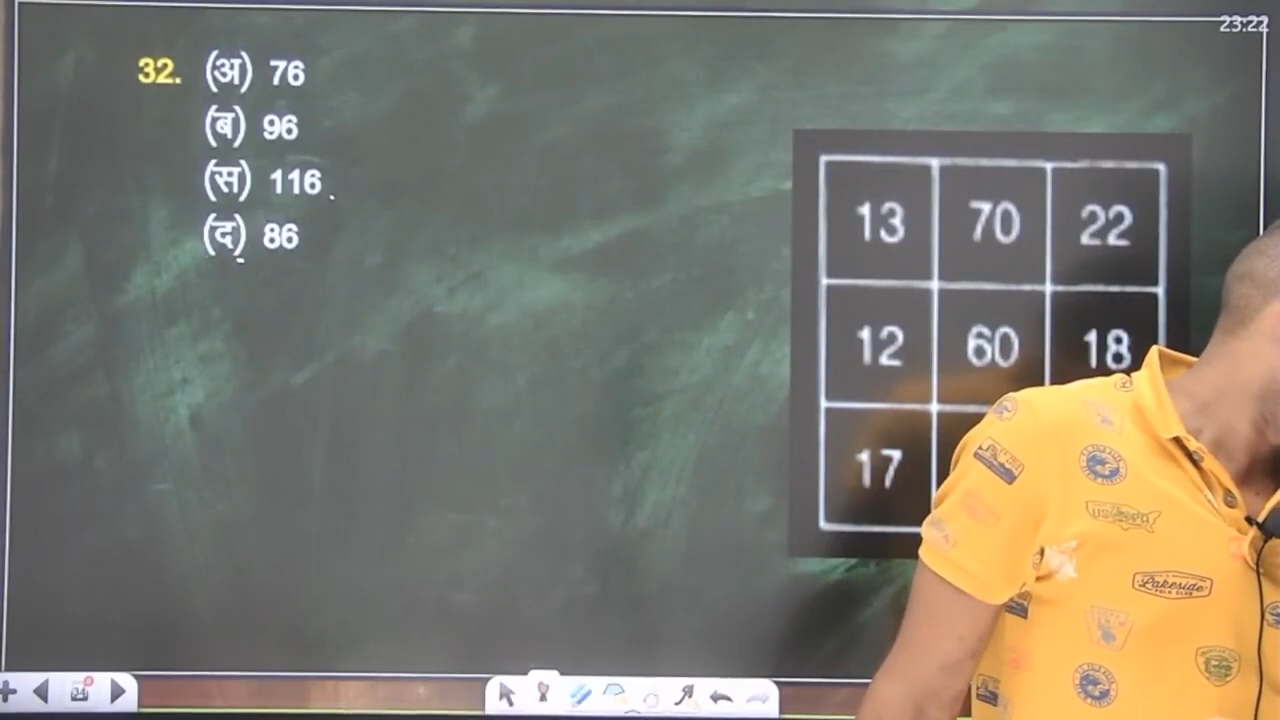 23:22
32. (अ) 76
(ब) 96
(स) 116
(द) 86
13 70 22
12 60 18
17
Lakeside